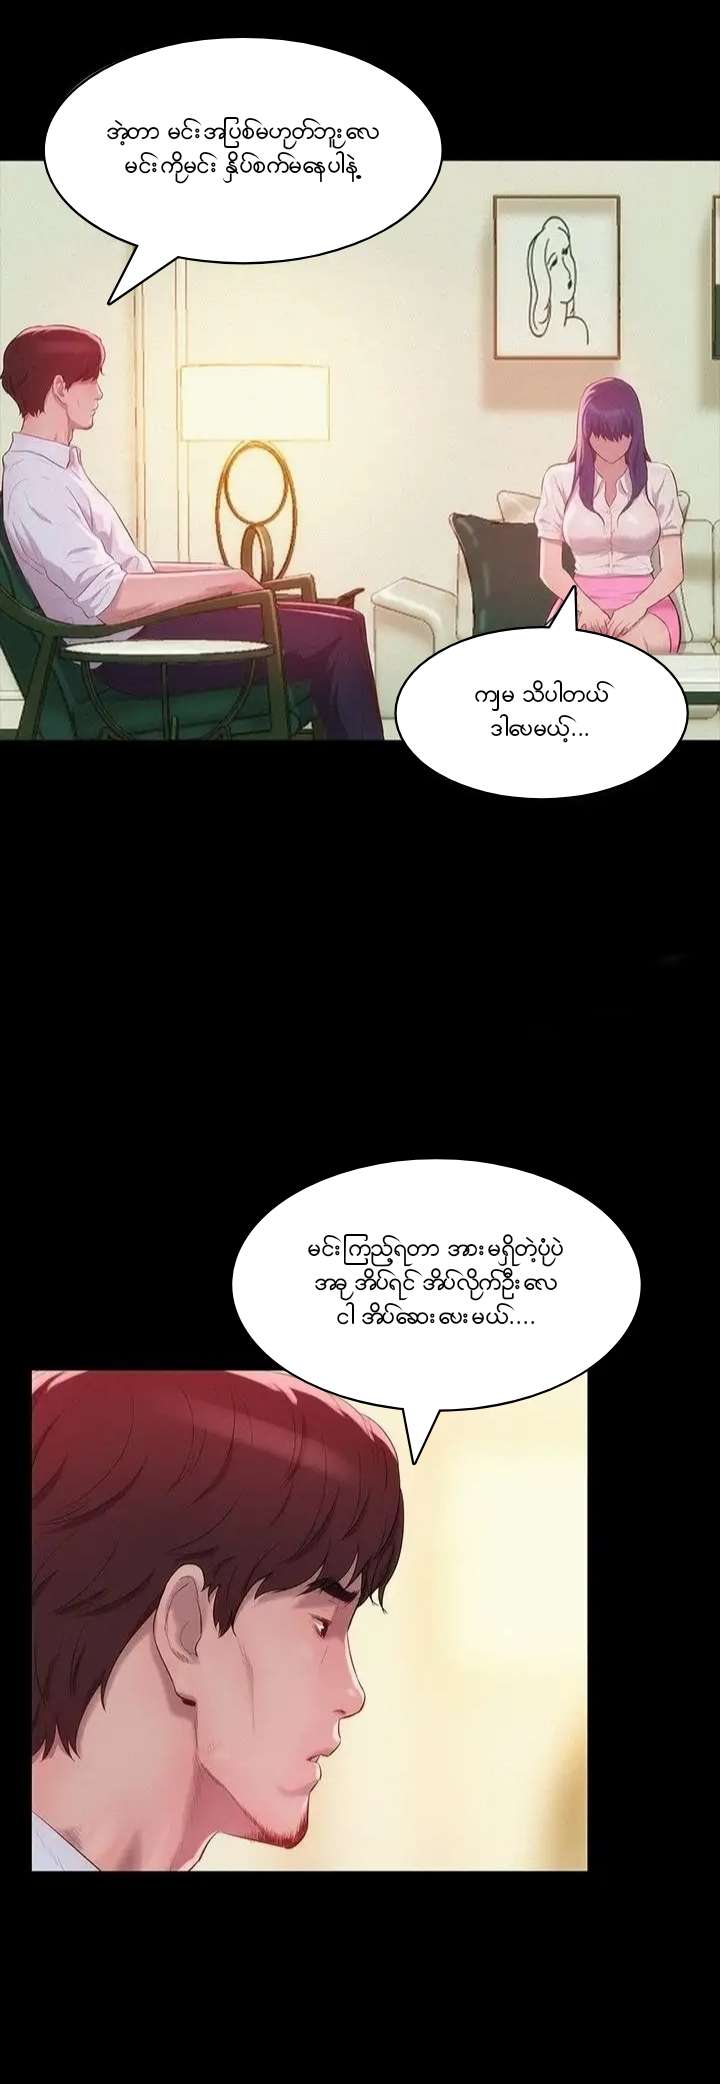 အဲ့တာ မင်းအပြစ်မဟုတ်ဘူးလေ
မင်းကိုမင်း နှိပ်စက်မနေပါနဲ့
ကျမ သိပါတယ်
ဒါပေမယ့်...
မင်းကြည့်ရတာ အားမရှိတဲ့ပုံပဲ
အခု အိပ်ရင် အိပ်လိုက်ဦးလေ
ငါ အိပ်ဆေးပေးမယ်....